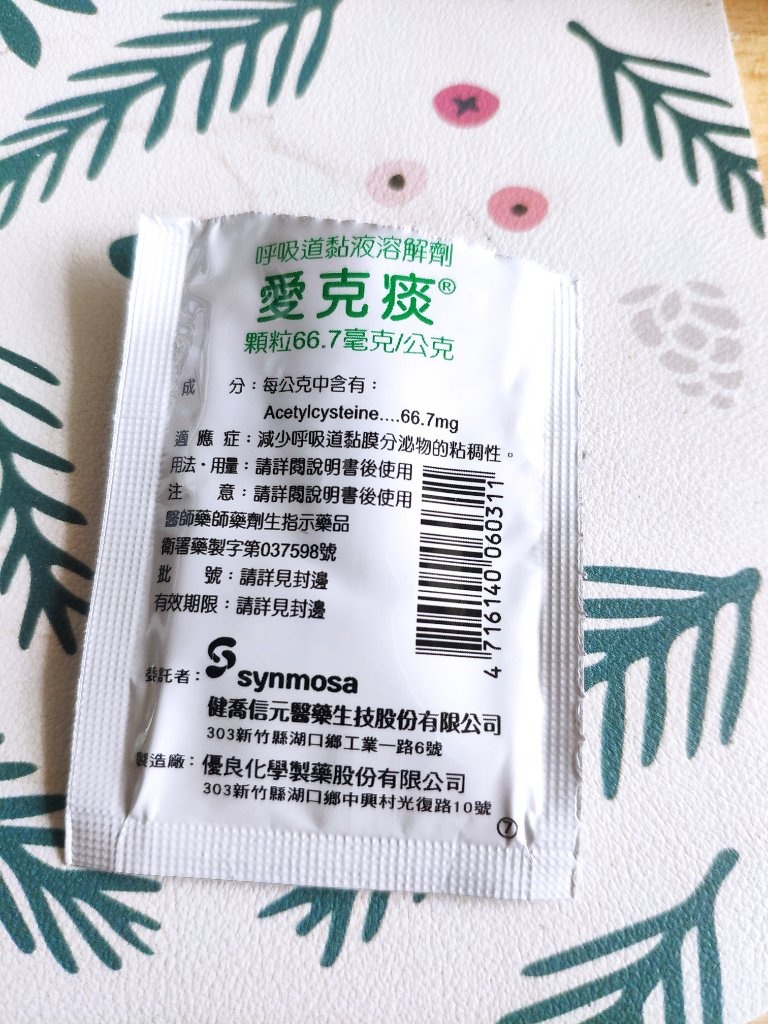 呼吸道黏液溶解劑
愛克痰®
顆粒66.7毫克/公克
成 分：每公克中含有：
Acetylcysteine....66.7mg
適應症：減少呼吸道黏膜分泌物的粘稠性。
用法・用量：請詳閱說明書後使用
注 意：請詳閱說明書後使用
醫師藥師藥劑生指示藥品
衛署藥製字第037598號
批 號：請詳見封邊
有效期限：請詳見封邊
4 716140 060311
委託者：synmosa
健喬信元醫藥生技股份有限公司
303新竹縣湖口鄉工業一路6號
製造廠：優良化學製藥股份有限公司
303新竹縣湖口鄉中興村光復路10號
⑦